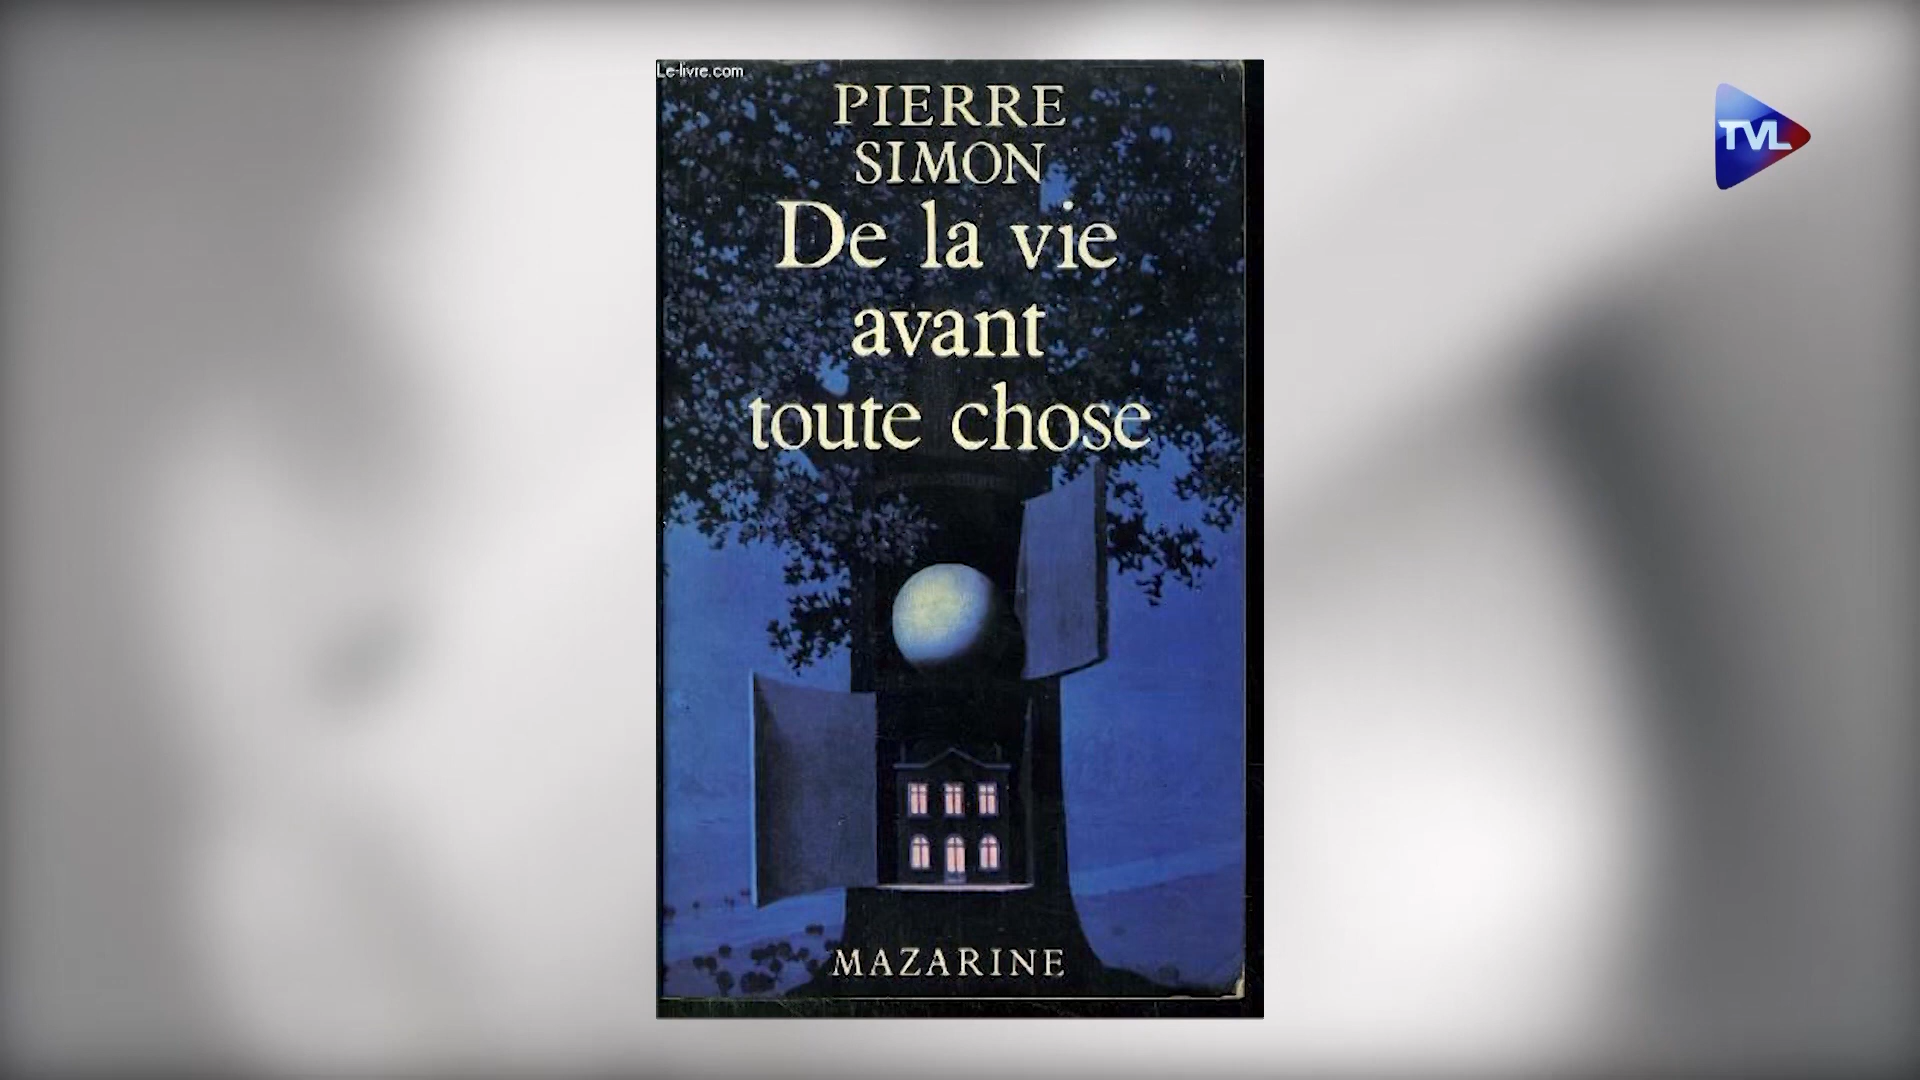 Le-livre.com
PIERRE
SIMON
De la vie
avant
toute chose
MAZARINE
TVL